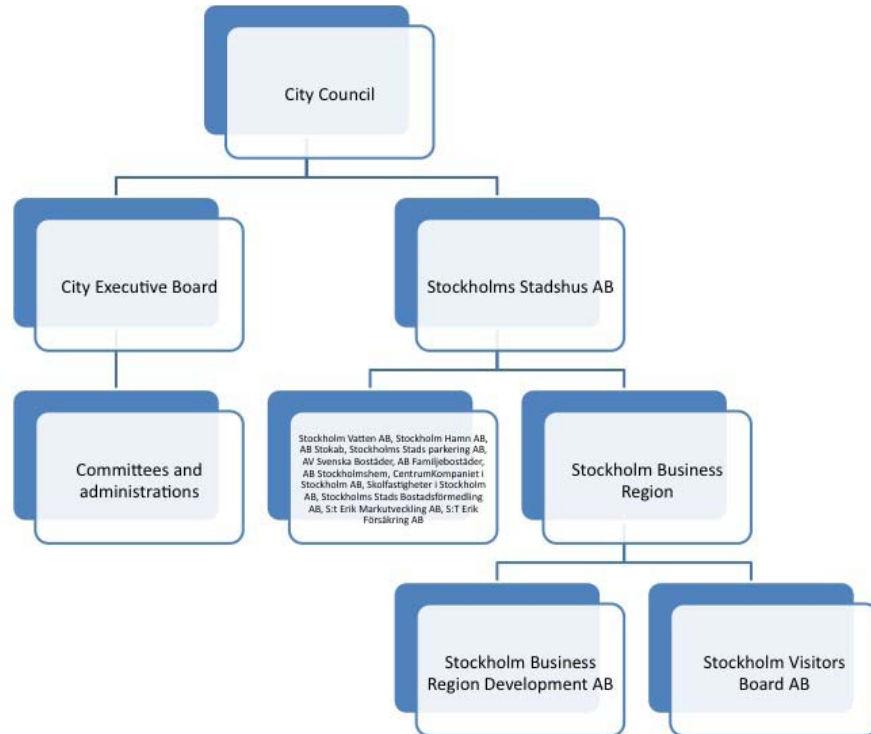 City Council
City Executive Board
Stockholms Stadshus AB
Committees and
administrations
Stockholm Vatten AB, Stockholm Hamn AB,
AB Stokab, Stockholms Stads parkering AB,
AV Svenska Bostäder, AB Familjebostäder,
AB Stockholmshem, CentrumKompaniet i
Stockholm AB, Skolfastigheter i Stockholm
AB, Stockholms Stads Bostadsförmedling
AB, S:t Erik Markutveckling AB, S:T Erik
Försäkring AB
Stockholm Business
Region
Stockholm Business
Region Development AB
Stockholm Visitors
Board AB